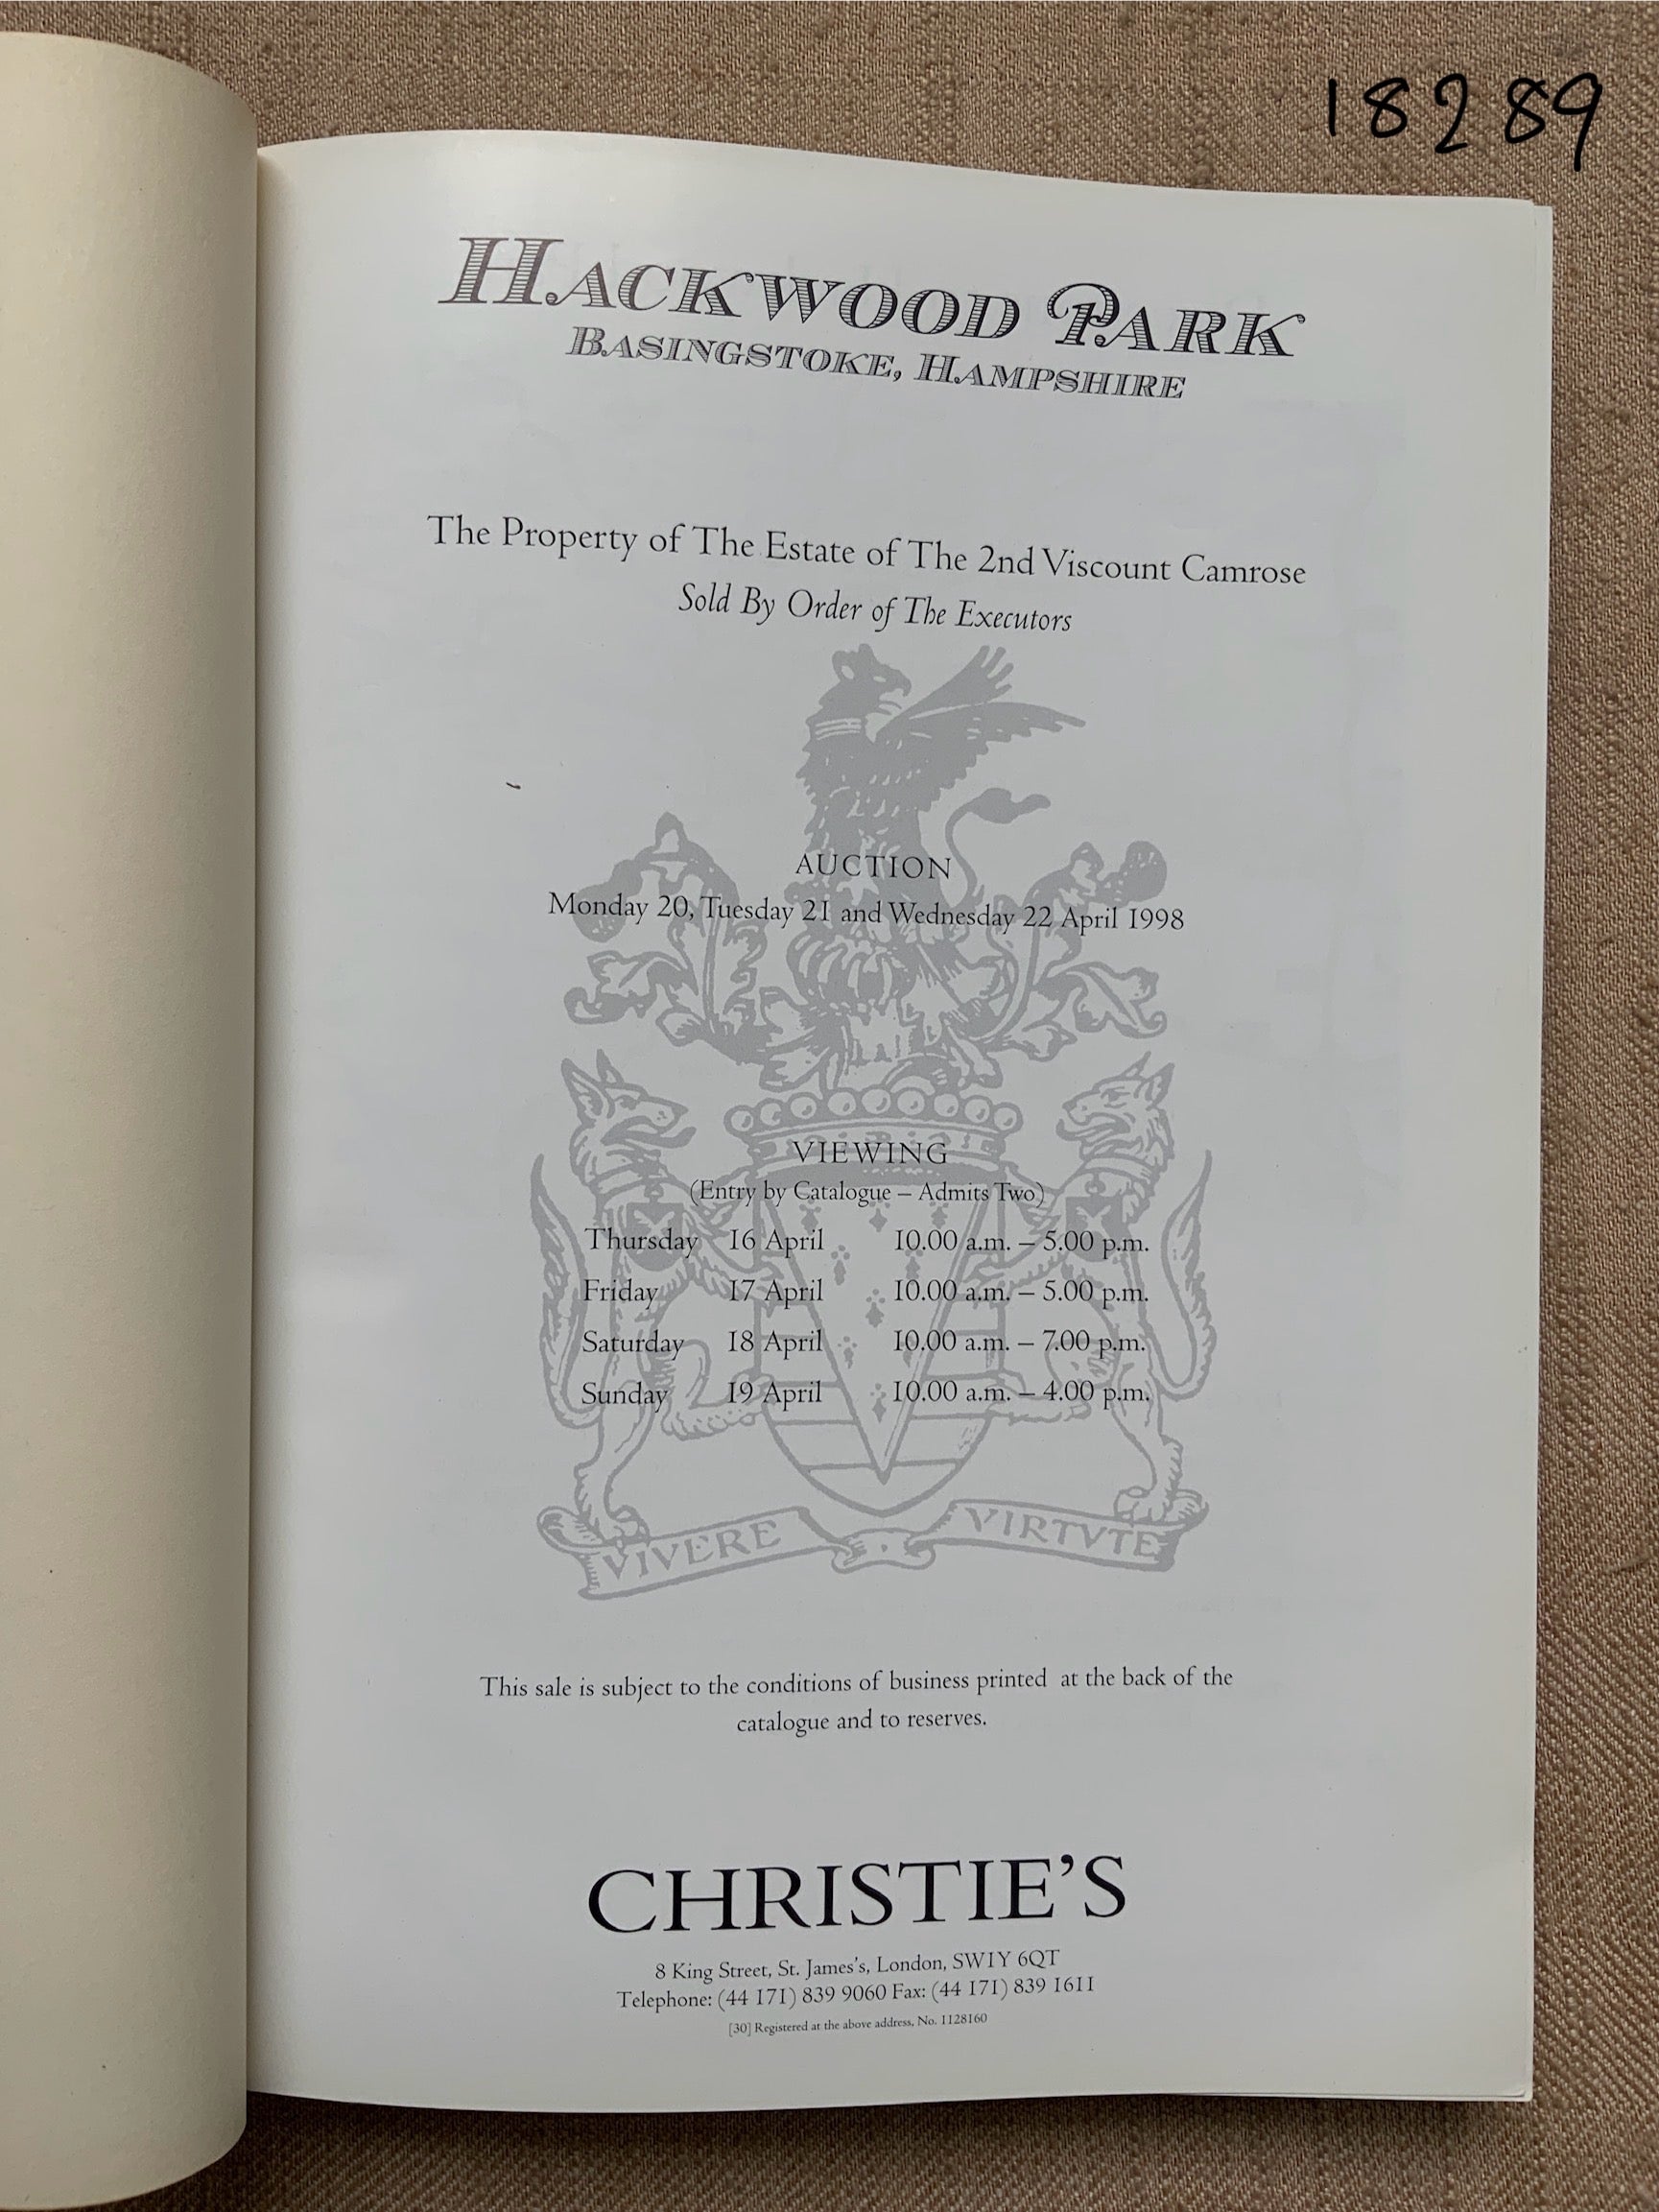 18289
HACKWOOD PARK
BASINGSTOKE, HAMPSHIRE
The Property of The Estate of The 2nd Viscount Camrose
Sold By Order of The Executors
AUCTION
Monday 20, Tuesday 21 and Wednesday 22 April 1998
VIEWING
(Entry by Catalogue – Admits Two)
Thursday 16 April 10.00 a.m. – 5.00 p.m.
Friday 17 April 10.00 a.m. – 5.00 p.m.
Saturday 18 April 10.00 a.m. – 7.00 p.m.
Sunday 19 April 10.00 a.m. – 4.00 p.m.
VIVERE VIRTVTE
This sale is subject to the conditions of business printed at the back of the
catalogue and to reserves.
CHRISTIE'S
8 King Street, St. James's, London, SW1Y 6QT
Telephone: (44 171) 839 9060 Fax: (44 171) 839 1611
[30] Registered at the above address, No. 1128160